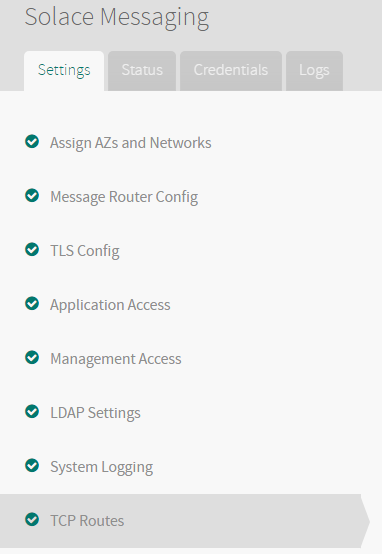 Solace Messaging
Settings Status Credentials Logs
Assign AZs and Networks
Message Router Config
TLS Config
Application Access
Management Access
LDAP Settings
System Logging
TCP Routes